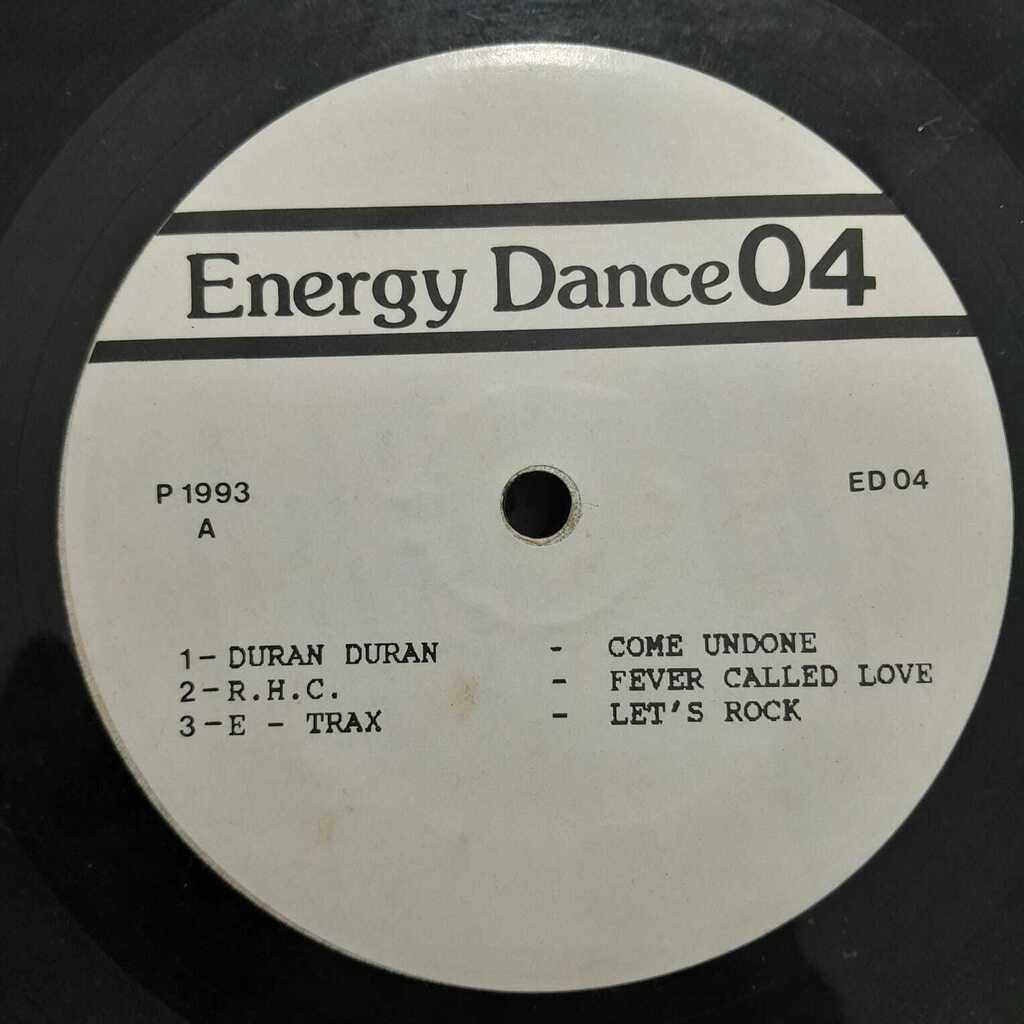 Energy Dance 04
P 1993 ED 04
A
1- DURAN DURAN - COME UNDONE
2- R.H.C. - FEVER CALLED LOVE
3- E - TRAX - LET'S ROCK